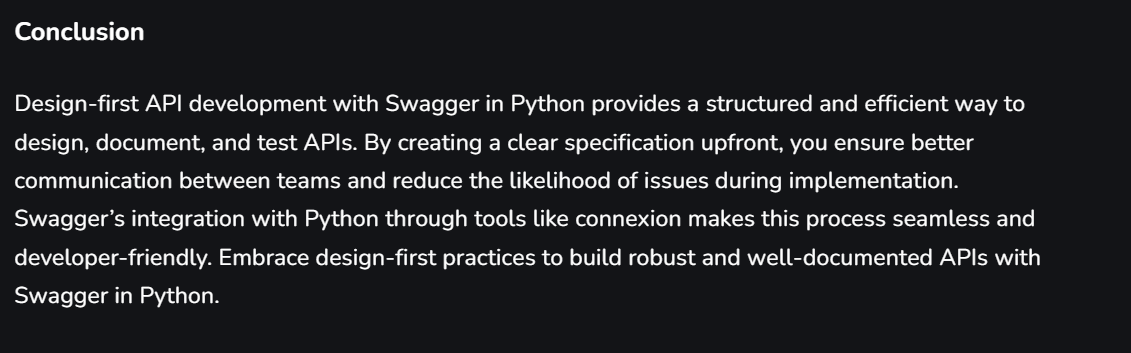 Conclusion
Design-first API development with Swagger in Python provides a structured and efficient way to
design, document, and test APIs. By creating a clear specification upfront, you ensure better
communication between teams and reduce the likelihood of issues during implementation.
Swagger’s integration with Python through tools like connexion makes this process seamless and
developer-friendly. Embrace design-first practices to build robust and well-documented APIs with
Swagger in Python.